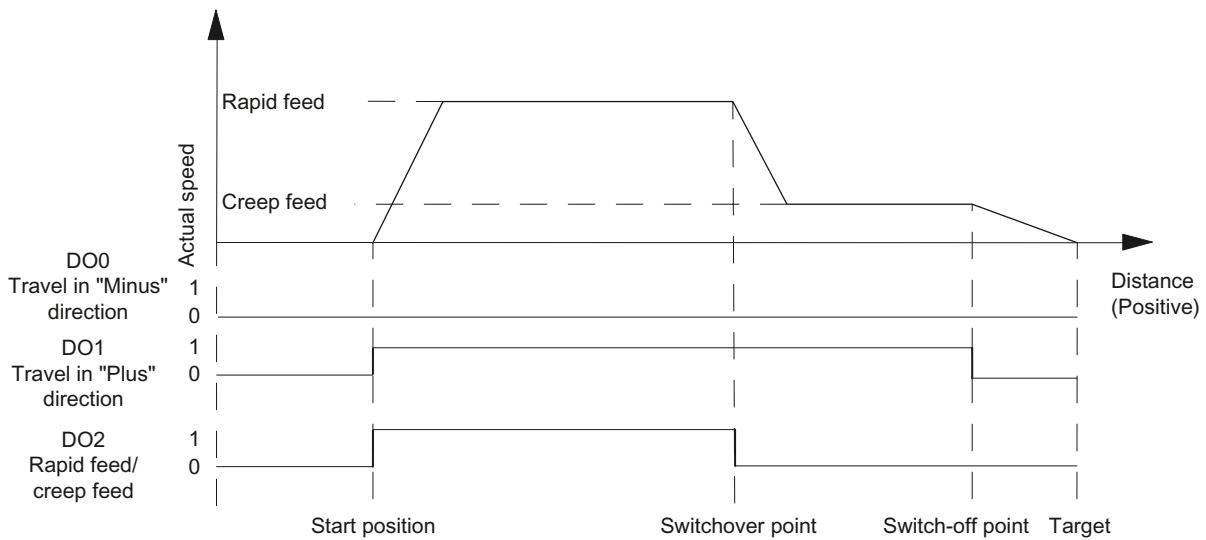 Rapid feed
Creep feed
Actual speed
DO0
Travel in "Minus"
direction
1
0
Distance
(Positive)
DO1
Travel in "Plus"
direction
1
0
DO2
Rapid feed/
creep feed
1
0
Start position
Switchover point
Switch-off point
Target